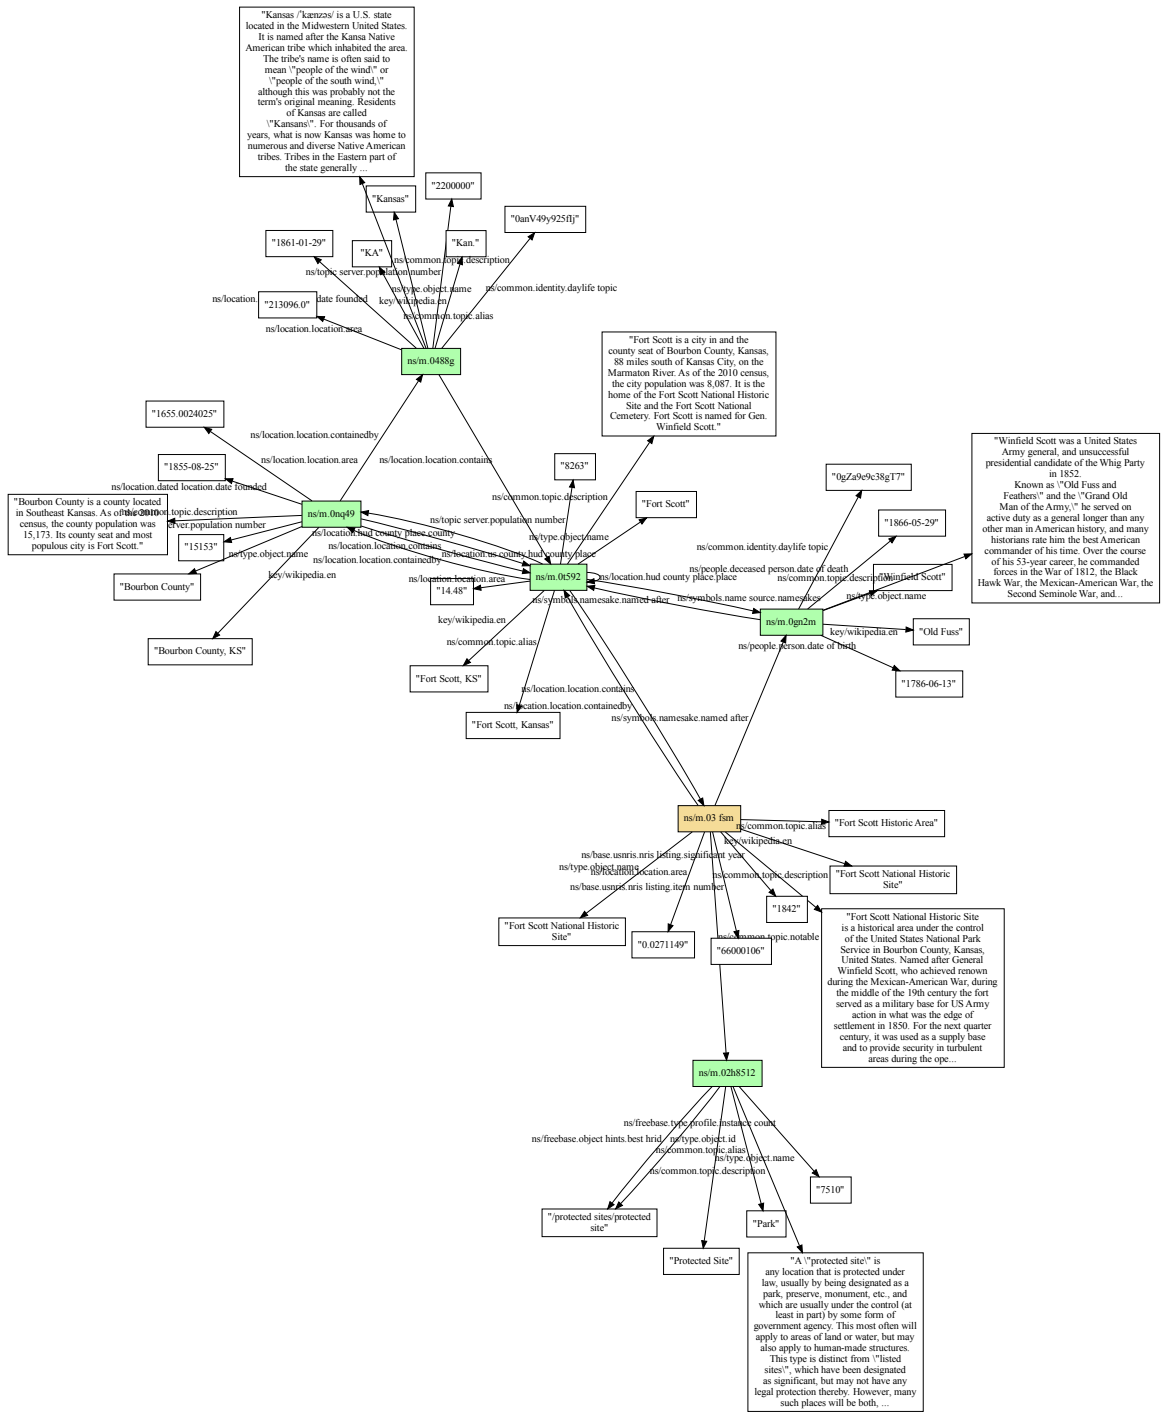 "Kansas /ˈkænzəs/ is a U.S. state
located in the Midwestern United States.
It is named after the Kansa Native
American tribe which inhabited the area.
The tribe's name is often said to
mean \"people of the wind\" or
\"people of the south wind,\"
although this was probably not the
term's original meaning. Residents
of Kansas are called
\"Kansans\". For thousands of
years, what is now Kansas was home to
numerous and diverse Native American
tribes. Tribes in the Eastern part of
the state generally ...
"2200000"
"Kansas"
"0anV49y925fIj"
"1861-01-29"
"KA"
"Kan."
ns/common.topic.description
ns/topic server.population number
ns/type.object.name
ns/common.identity.daylife topic
ns/location.
date founded
key/wikipedia.en
"213096.0"
ns/common.topic.alias
ns/location.location.area
ns/m.0488g
"Fort Scott is a city in and the
county seat of Bourbon County, Kansas,
88 miles south of Kansas City, on the
Marmaton River. As of the 2010 census,
the city population was 8,087. It is the
home of the Fort Scott National Historic
Site and the Fort Scott National
Cemetery. Fort Scott is named for Gen.
Winfield Scott."
"1655.0024025"
ns/location.location.containedby
ns/location.location.area
ns/location.location.contains
"1855-08-25"
ns/location.dated location.date founded
"8263"
ns/common.topic.description
"Fort Scott"
"0gZa9e9c38gT7"
"Winfield Scott was a United States
Army general, and unsuccessful
presidential candidate of the Whig Party
in 1852.
Known as \"Old Fuss and
Feathers\" and the \"Grand Old
Man of the Army,\" he served on
active duty as a general longer than any
other man in American history, and many
historians rate him the best American
commander of his time. Over the course
of his 53-year career, he commanded
forces in the War of 1812, the Black
Hawk War, the Mexican-American War, the
Second Seminole War, and...
"Bourbon County is a county located
in Southeast Kansas. As of the 2010
census, the county population was
15,173. Its county seat and most
populous city is Fort Scott."
ns/common.topic.description
server.population number
ns/m.0nq49
ns/topic server.population number
"1866-05-29"
"15153"
ns/type.object.name
ns/location.hud county place.county
ns/type.object.name
ns/location.location.contains
ns/location.us county.hud county place
ns/common.identity.daylife topic
ns/location.location.containedby
key/wikipedia.en
ns/people.deceased person.date of death
"Bourbon County"
ns/location.location.area
"14.48"
ns/m.0t592
ns/location.hud county place.place
ns/common.topic.description
"Winfield Scott"
ns/type.object.name
ns/symbols.namesake.named after
ns/symbols.name source.namesakes
key/wikipedia.en
ns/m.0gn2m
key/wikipedia.en
"Old Fuss"
ns/common.topic.alias
ns/people.person.date of birth
"Bourbon County, KS"
"Fort Scott, KS"
"1786-06-13"
ns/location.location.contains
ns/location.location.containedby
"Fort Scott, Kansas"
ns/symbols.namesake.named after
ns/m.03 fsm
ns/common.topic.alias
"Fort Scott Historic Area"
key/wikipedia.en
ns/base.usnris.nris listing.significant year
ns/type.object.name
ns/location.location.area
ns/common.topic.description
"Fort Scott National Historic
Site"
ns/base.usnris.nris listing.item number
"1842"
"Fort Scott National Historic
Site"
"0.0271149"
ns/common.topic.notable
"66000106"
"Fort Scott National Historic Site
is a historical area under the control
of the United States National Park
Service in Bourbon County, Kansas,
United States. Named after General
Winfield Scott, who achieved renown
during the Mexican-American War, during
the middle of the 19th century the fort
served as a military base for US Army
action in what was the edge of
settlement in 1850. For the next quarter
century, it was used as a supply base
and to provide security in turbulent
areas during the ope...
ns/m.02h8512
ns/freebase.type profile.instance count
ns/freebase.object hints.best hrid
ns/type.object.id
ns/common.topic.alias
ns/type.object.name
ns/common.topic.description
"7510"
"/protected sites/protected
site"
"Park"
"Protected Site"
"A \"protected site\" is
any location that is protected under
law, usually by being designated as a
park, preserve, monument, etc., and
which are usually under the control (at
least in part) by some form of
government agency. This most often will
apply to areas of land or water, but may
also apply to human-made structures.
This type is distinct from \"listed
sites\", which have been designated
as significant, but may not have any
legal protection thereby. However, many
such places will be both, ...